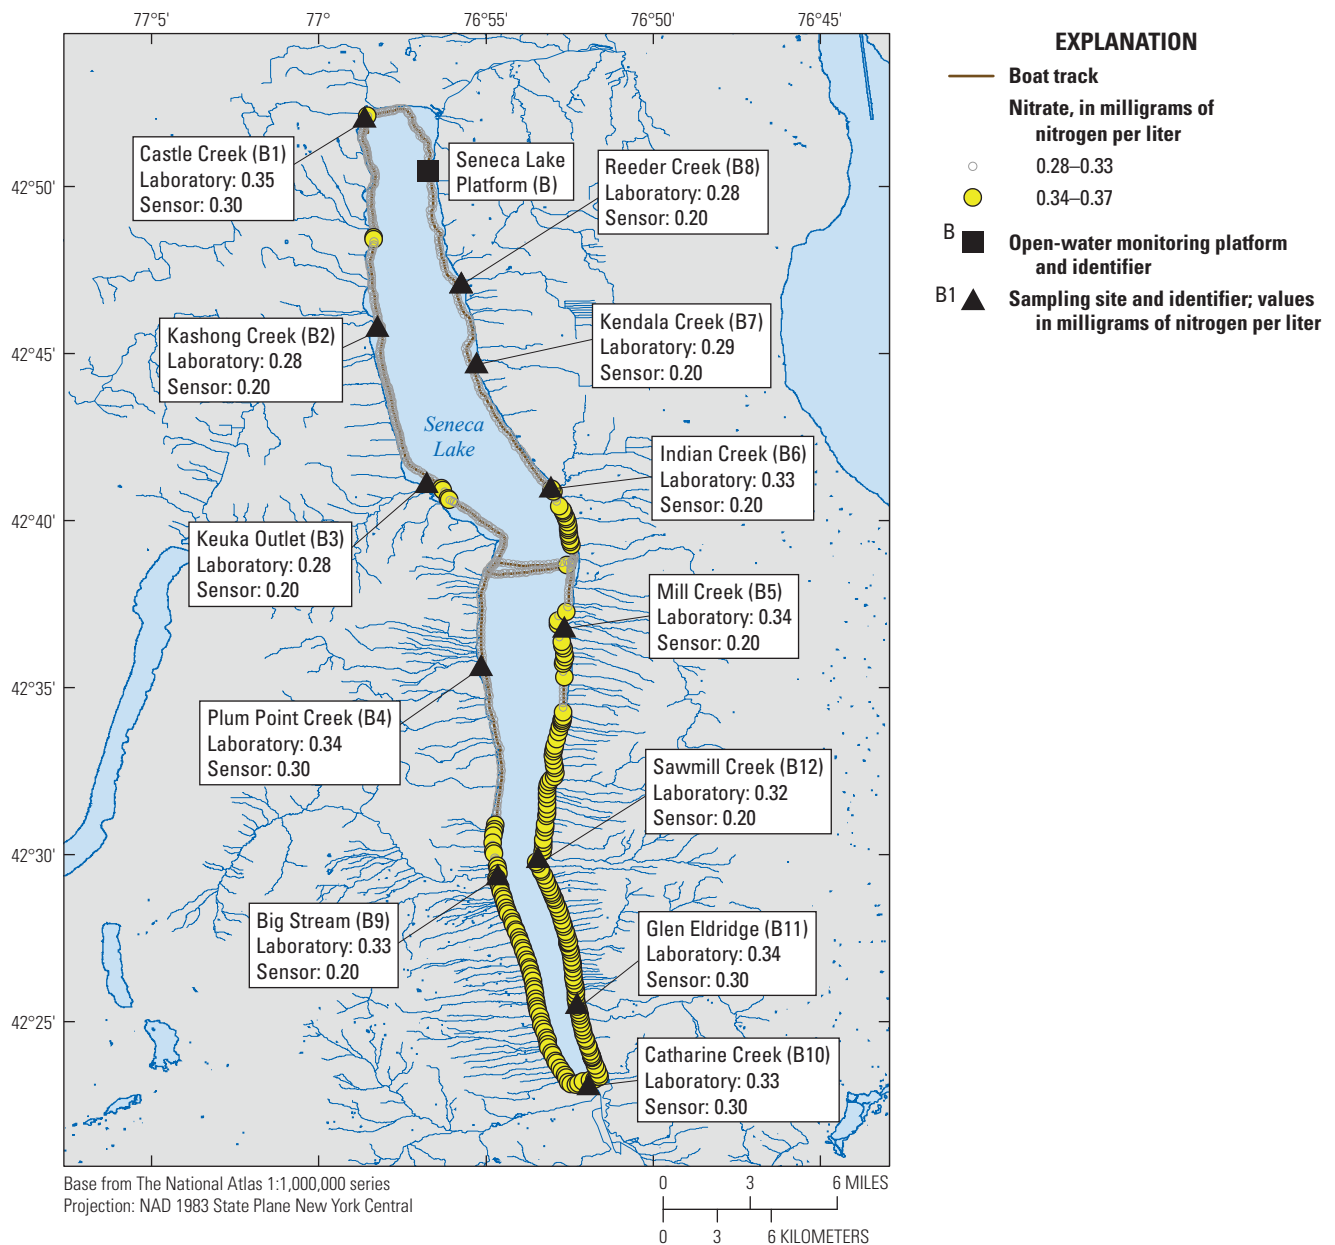 77°5'
77°
76°55'
76°50'
76°45'
42°50'
42°45'
42°40'
42°35'
42°30'
42°25'
Castle Creek (B1)
Laboratory: 0.35
Sensor: 0.30
Seneca Lake
Platform (B)
Reeder Creek (B8)
Laboratory: 0.28
Sensor: 0.20
Kashong Creek (B2)
Laboratory: 0.28
Sensor: 0.20
Kendala Creek (B7)
Laboratory: 0.29
Sensor: 0.20
Seneca
Lake
Indian Creek (B6)
Laboratory: 0.33
Sensor: 0.20
Keuka Outlet (B3)
Laboratory: 0.28
Sensor: 0.20
Mill Creek (B5)
Laboratory: 0.34
Sensor: 0.20
Plum Point Creek (B4)
Laboratory: 0.34
Sensor: 0.30
Sawmill Creek (B12)
Laboratory: 0.32
Sensor: 0.20
Big Stream (B9)
Laboratory: 0.33
Sensor: 0.20
Glen Eldridge (B11)
Laboratory: 0.34
Sensor: 0.30
Catharine Creek (B10)
Laboratory: 0.33
Sensor: 0.30
Base from The National Atlas 1:1,000,000 series
Projection: NAD 1983 State Plane New York Central
0 3 6 MILES
0 3 6 KILOMETERS
EXPLANATION
Boat track
Nitrate, in milligrams of
nitrogen per liter
0.28–0.33
0.34–0.37
B Open-water monitoring platform
and identifier
B1 Sampling site and identifier; values
in milligrams of nitrogen per liter